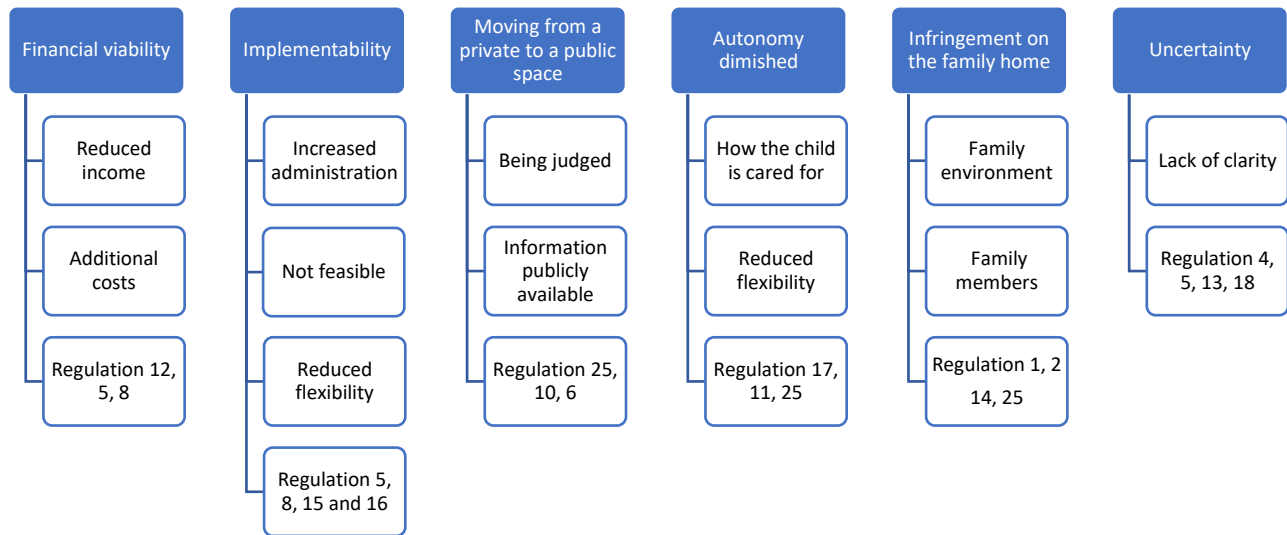 Financial viability
Reduced
income
Additional
costs
Regulation 12,
5, 8
Implementability
Increased
administration
Not feasible
Reduced
flexibility
Regulation 5,
8, 15 and 16
Moving from a
private to a public
space
Being judged
Information
publicly
available
Regulation 25,
10, 6
Autonomy
dimished
How the child
is cared for
Reduced
flexibility
Regulation 17,
11, 25
Infringement on
the family home
Family
environment
Family
members
Regulation 1, 2
14, 25
Uncertainty
Lack of clarity
Regulation 4,
5, 13, 18